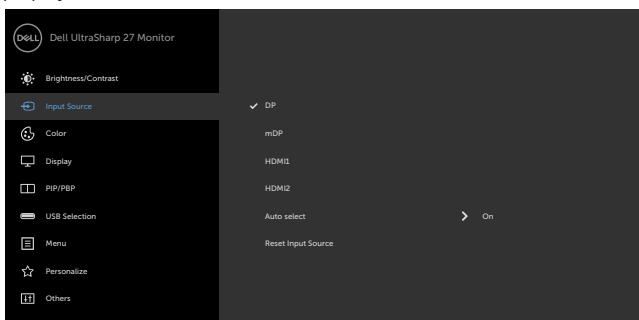 DELL Dell UltraSharp 27 Monitor
Brightness/Contrast
Input Source
Color
Display
PIP/PBP
USB Selection
Menu
Personalize
Others
DP
mDP
HDMI1
HDMI2
Auto select On
Reset Input Source